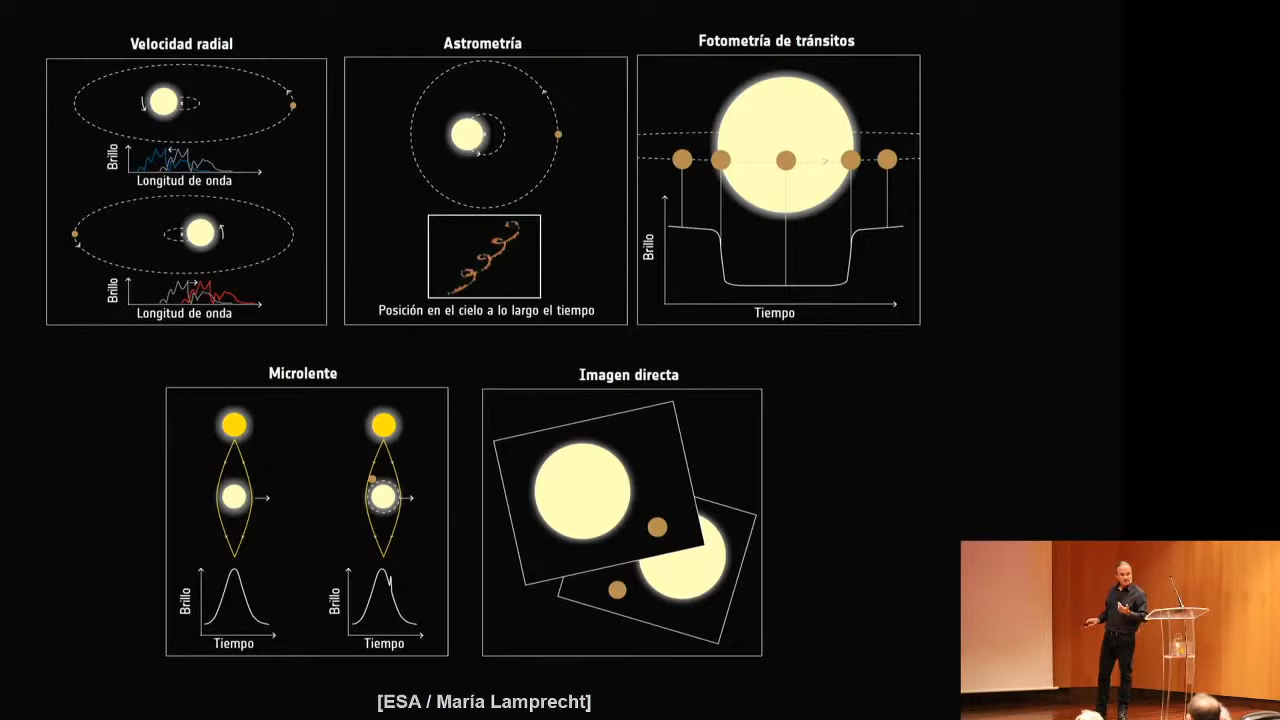 Velocidad radial
Brillo
Longitud de onda
Brillo
Longitud de onda
Astrometría
Posición en el cielo a lo largo el tiempo
Fotometría de tránsitos
Brillo
Tiempo
Microlente
Brillo
Tiempo
Brillo
Tiempo
Imagen directa
[ESA / María Lamprecht]